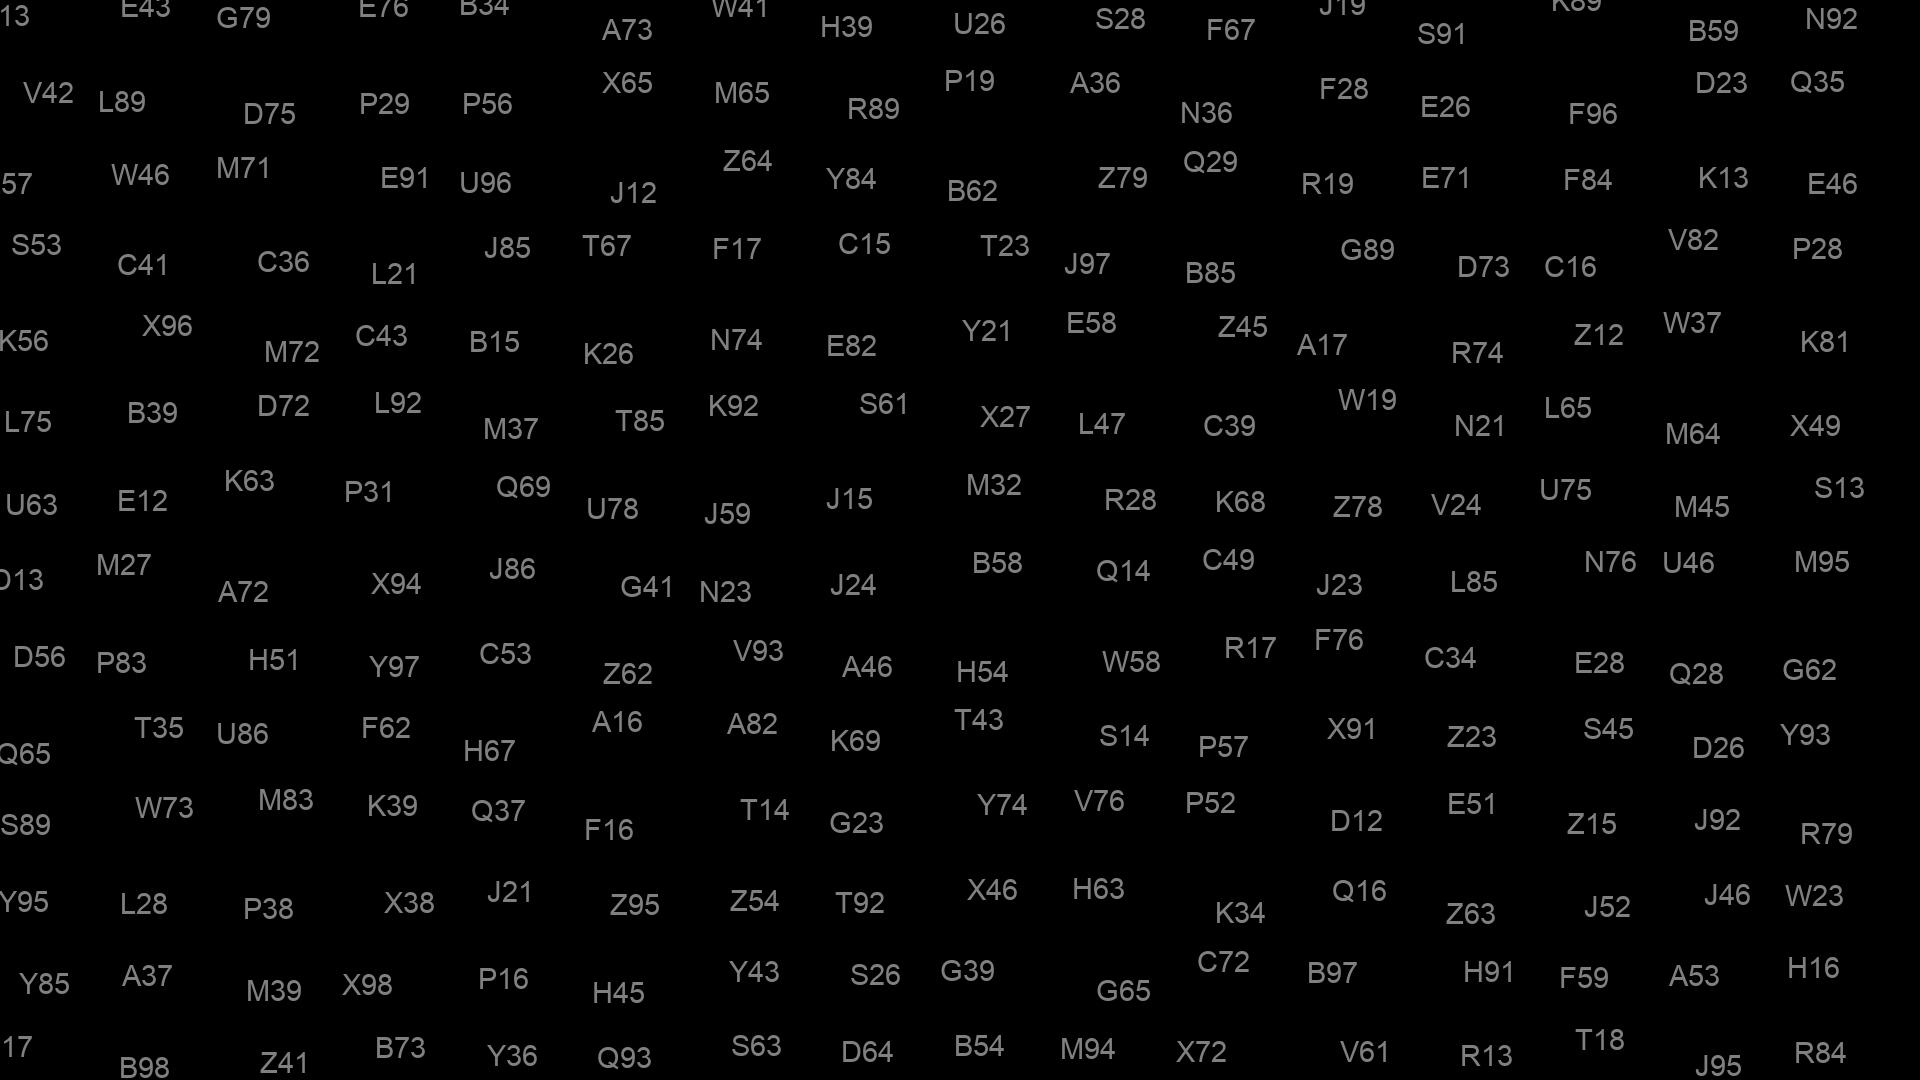 13 E43 G79 E76 B34 A73 W41 H39 U26 S28 F67 J19 S91 K89 B59 N92
V42 L89 D75 P29 P56 X65 M65 R89 P19 A36 N36 F28 E26 F96 D23 Q35
57 W46 M71 E91 U96 J12 Z64 Y84 B62 Z79 Q29 R19 E71 F84 K13 E46
S53 C41 C36 L21 J85 T67 F17 C15 T23 J97 B85 G89 D73 C16 V82 P28
K56 X96 M72 C43 B15 K26 N74 E82 Y21 E58 Z45 A17 R74 Z12 W37 K81
L75 B39 D72 L92 M37 T85 K92 S61 X27 L47 C39 W19 N21 L65 M64 X49
U63 E12 K63 P31 Q69 U78 J59 J15 M32 R28 K68 Z78 V24 U75 M45 S13
13 M27 A72 X94 J86 G41 N23 J24 B58 Q14 C49 J23 L85 N76 U46 M95
D56 P83 H51 Y97 C53 Z62 V93 A46 H54 W58 R17 F76 C34 E28 Q28 G62
Q65 T35 U86 F62 H67 A16 A82 K69 T43 S14 P57 X91 Z23 S45 D26 Y93
S89 W73 M83 K39 Q37 F16 T14 G23 Y74 V76 P52 D12 E51 Z15 J92 R79
Y95 L28 P38 X38 J21 Z95 Z54 T92 X46 H63 K34 Q16 Z63 J52 J46 W23
Y85 A37 M39 X98 P16 H45 Y43 S26 G39 G65 C72 B97 H91 F59 A53 H16
17 B98 Z41 B73 Y36 Q93 S63 D64 B54 M94 X72 V61 R13 T18 J95 R84